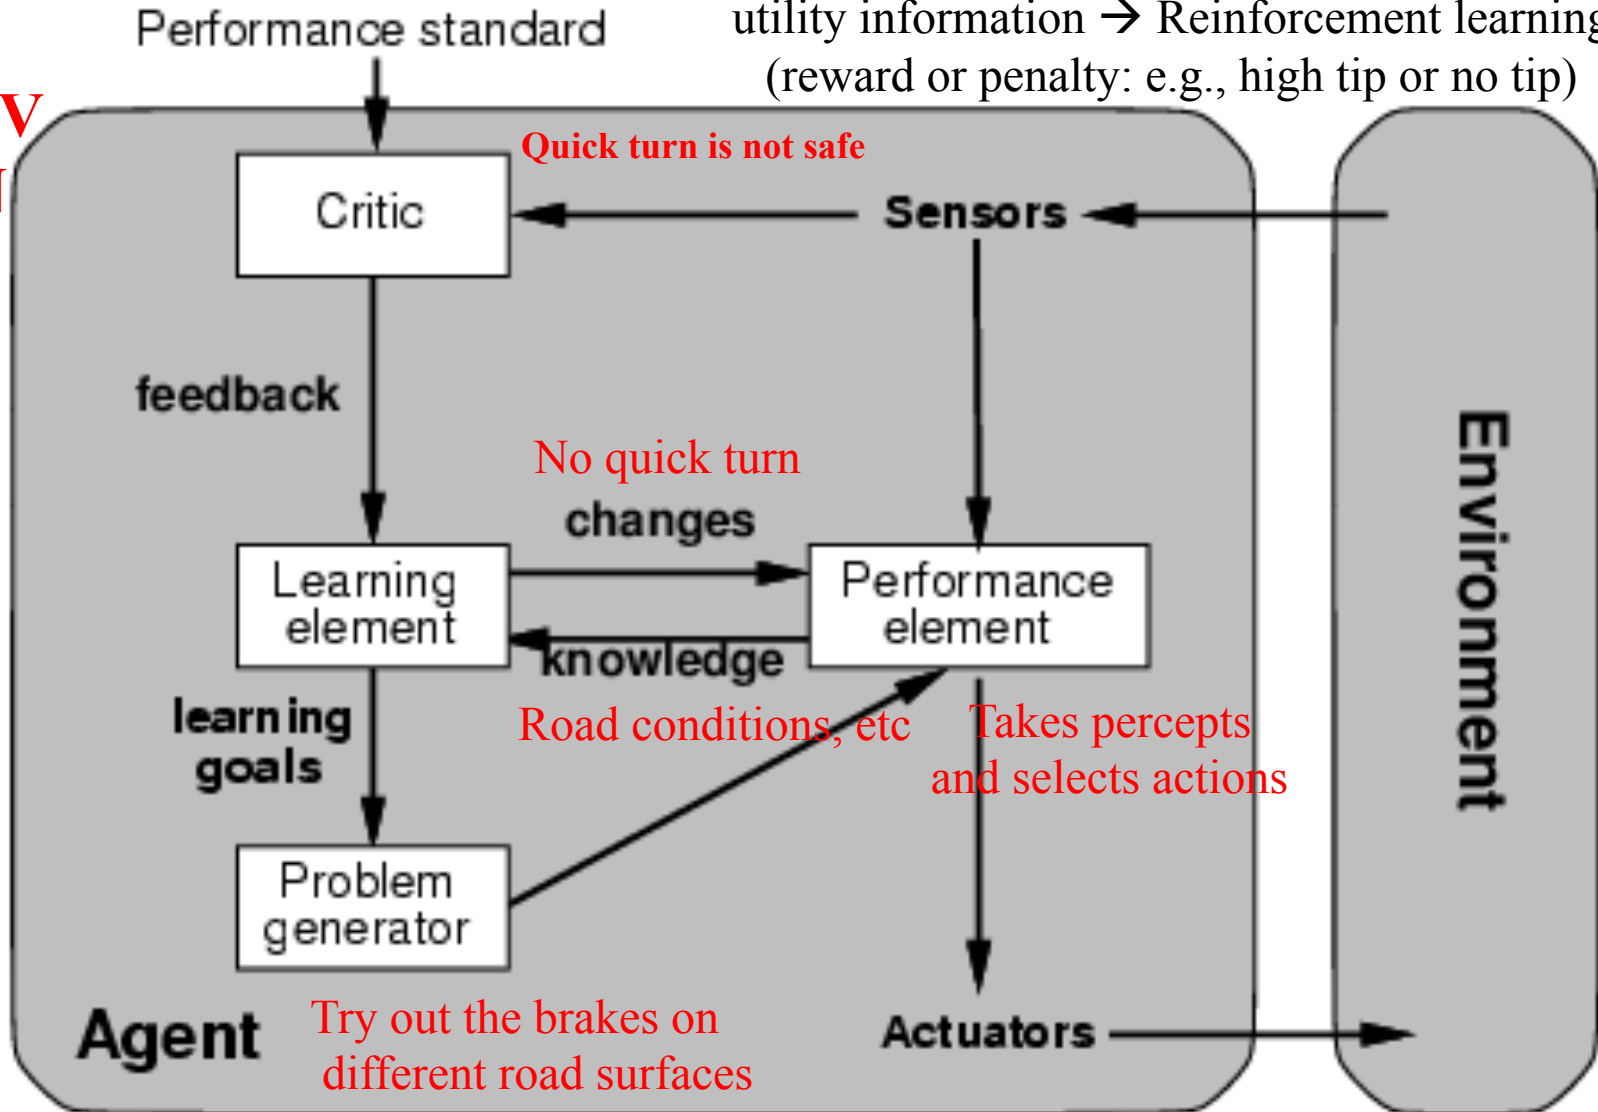 Performance standard
utility information → Reinforcement learning
(reward or penalty: e.g., high tip or no tip)
V
Quick turn is not safe
Critic
Sensors
feedback
No quick turn
changes
Learning
element
Performance
element
knowledge
Road conditions, etc
Takes percepts
and selects actions
learning
goals
Problem
generator
Try out the brakes on
different road surfaces
Agent
Actuators
Environment